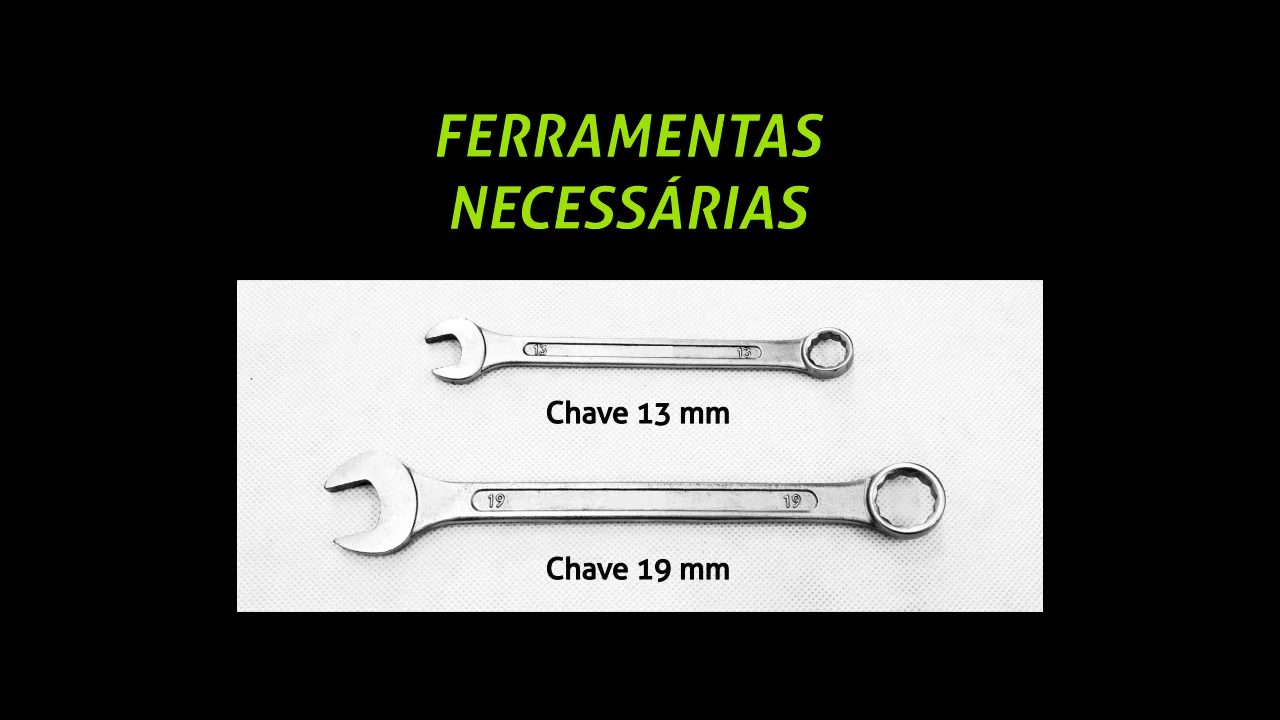 FERRAMENTAS
NECESSÁRIAS
13 13
Chave 13 mm
19 19
Chave 19 mm